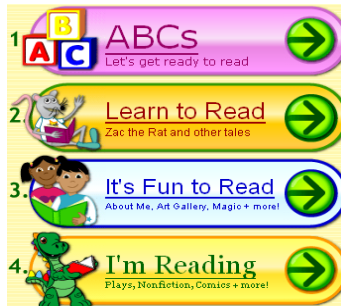 1.
A B C
ABCs
Let's get ready to read
2.
Learn to Read
Zac the Rat and other tales
3.
It's Fun to Read
About Me, Art Gallery, Magic + more!
4.
I'm Reading
Plays, Nonfiction, Comics + more!